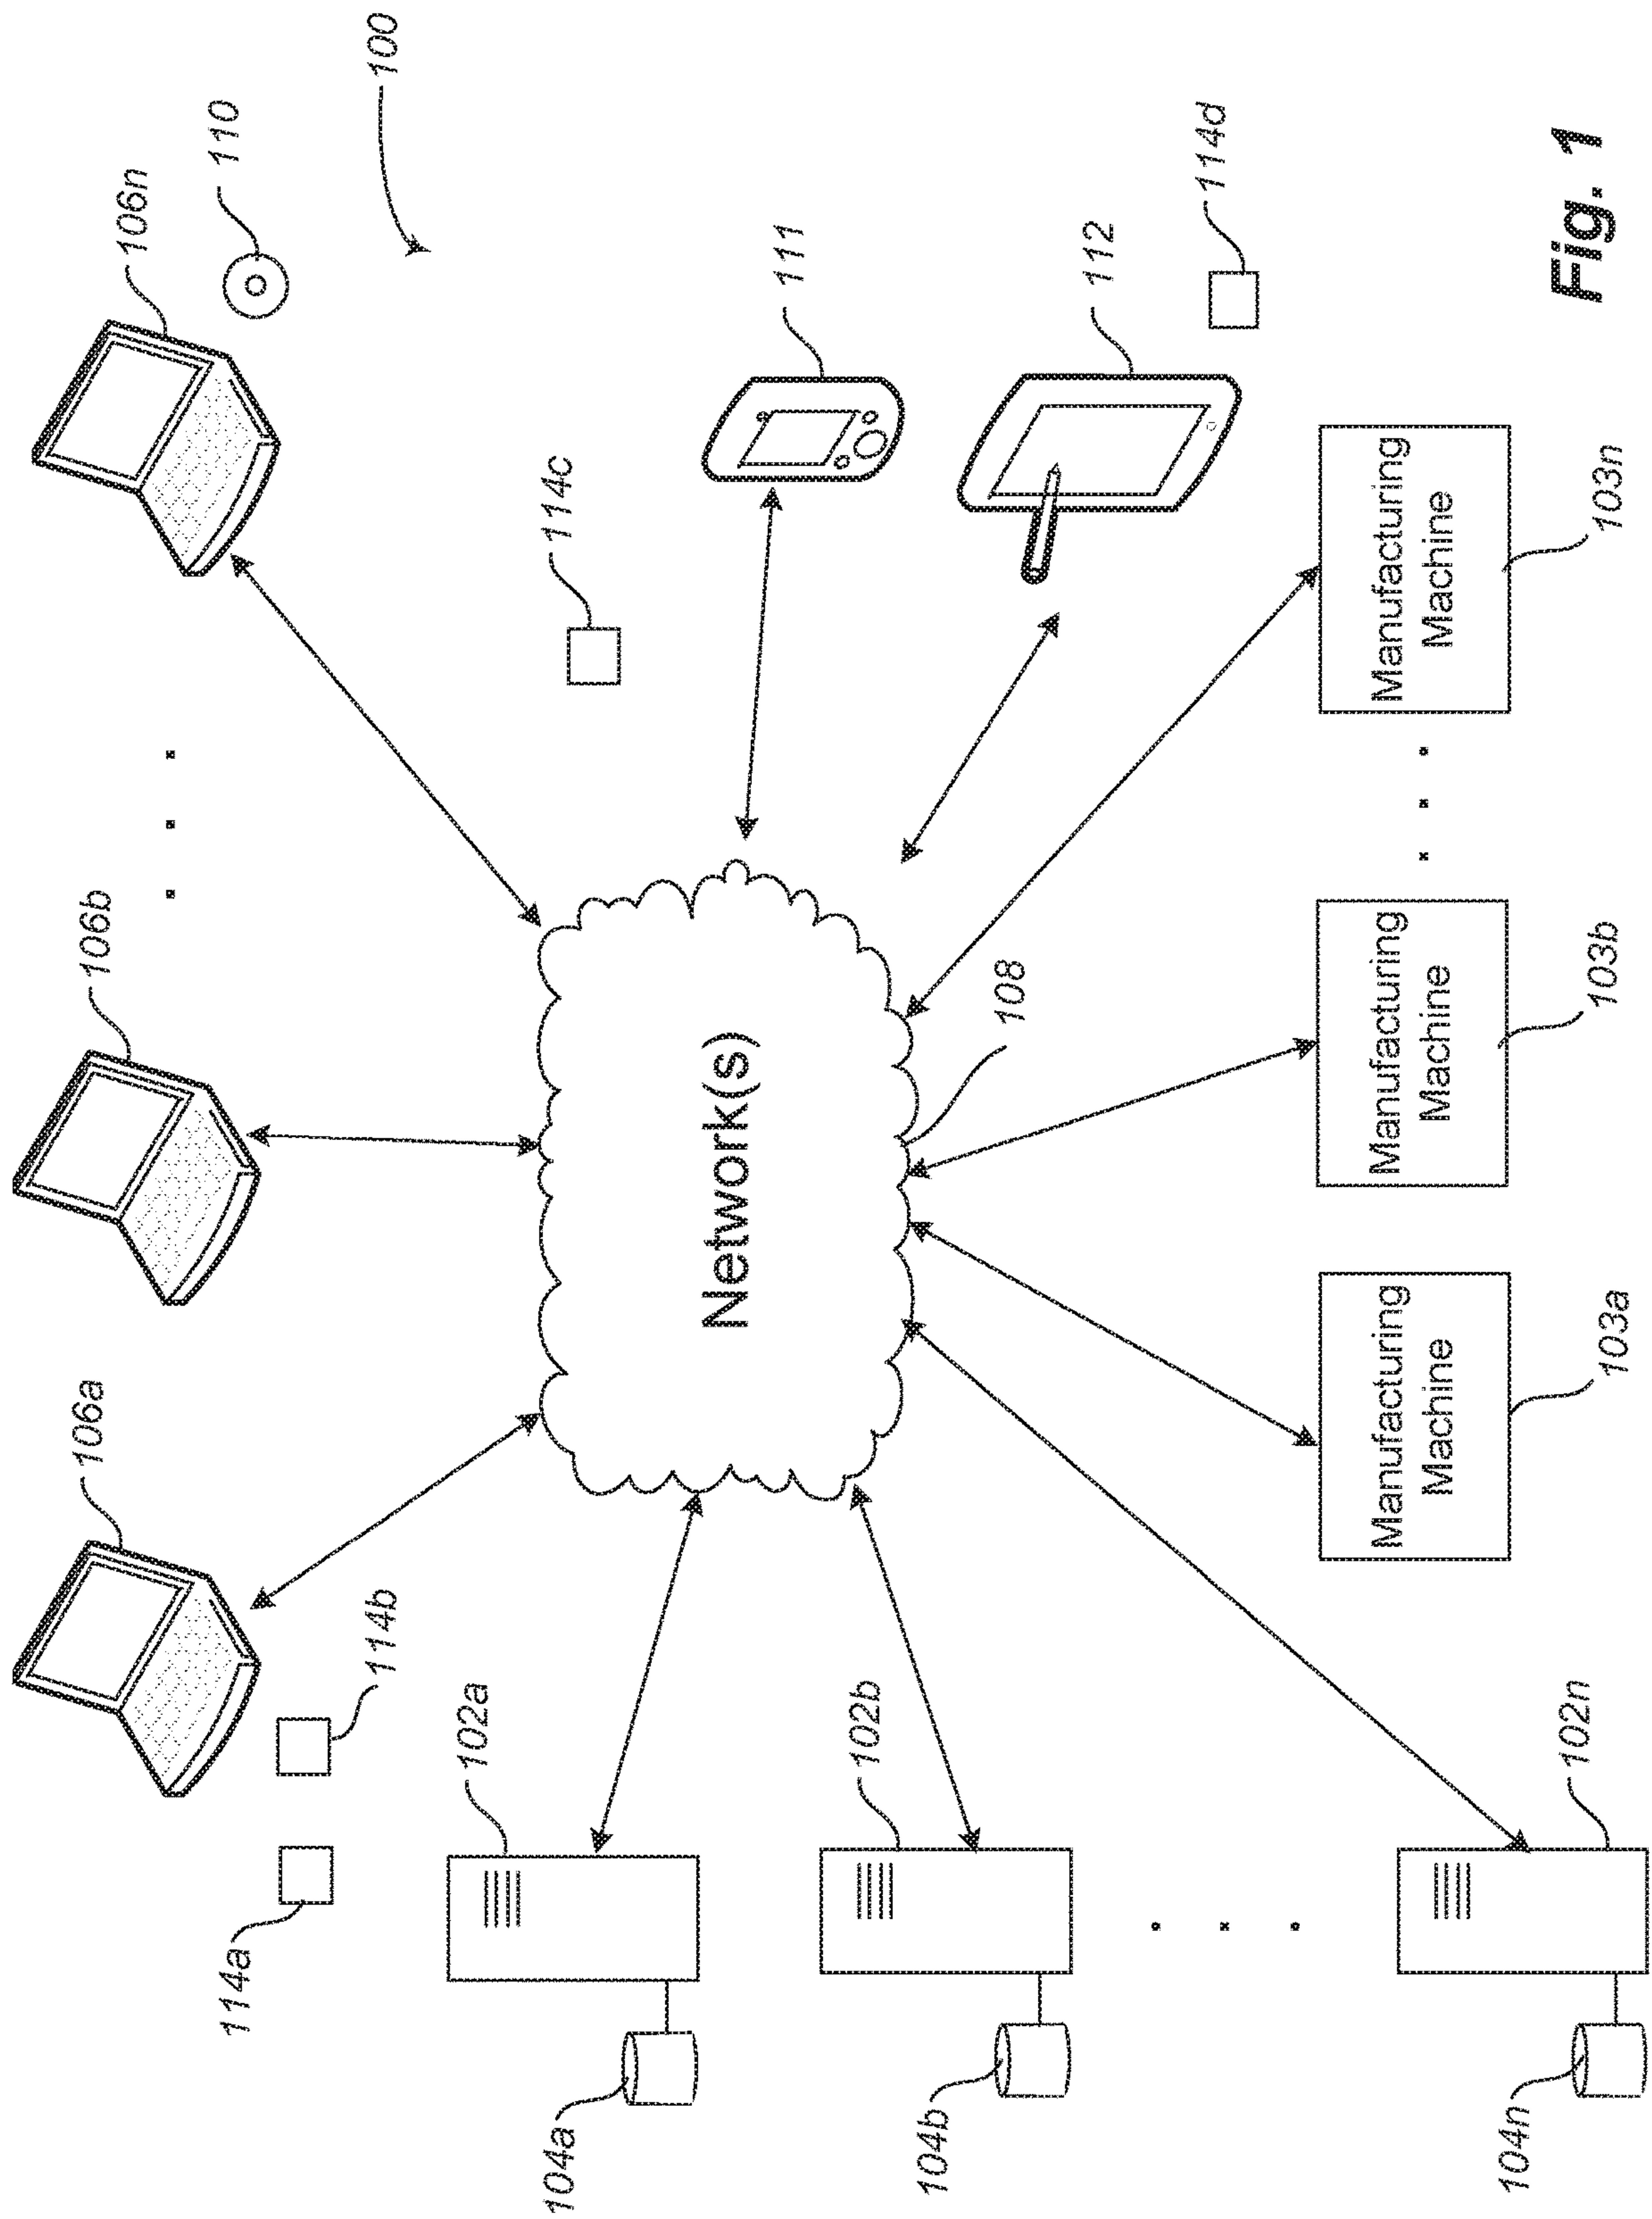 100
106a
106b
106n
110
114a
114b
114c
102a
111
104a
Network(s)
102b
112
108
114d
104b
Manufacturing
Machine
Manufacturing
Machine
Manufacturing
Machine
103a
103b
103n
102n
104n
Fig. 1